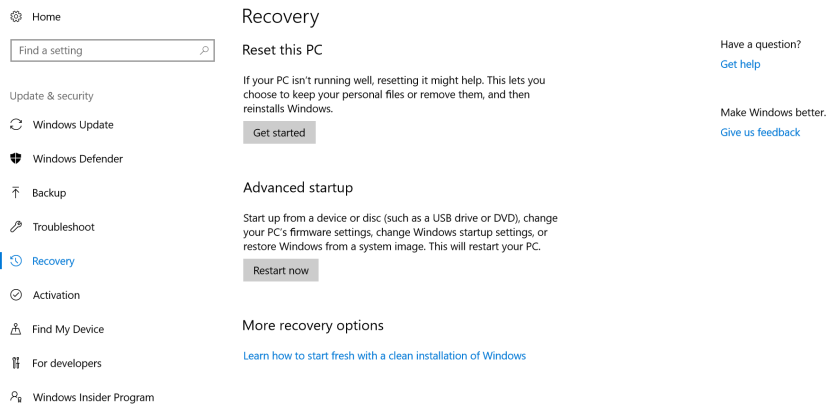 Home
Find a setting
Update & security
Windows Update
Windows Defender
Backup
Troubleshoot
Recovery
Activation
Find My Device
For developers
Windows Insider Program
Recovery
Reset this PC
If your PC isn't running well, resetting it might help. This lets you
choose to keep your personal files or remove them, and then
reinstalls Windows.
Get started
Advanced startup
Start up from a device or disc (such as a USB drive or DVD), change
your PC's firmware settings, change Windows startup settings, or
restore Windows from a system image. This will restart your PC.
Restart now
More recovery options
Learn how to start fresh with a clean installation of Windows
Have a question?
Get help
Make Windows better.
Give us feedback